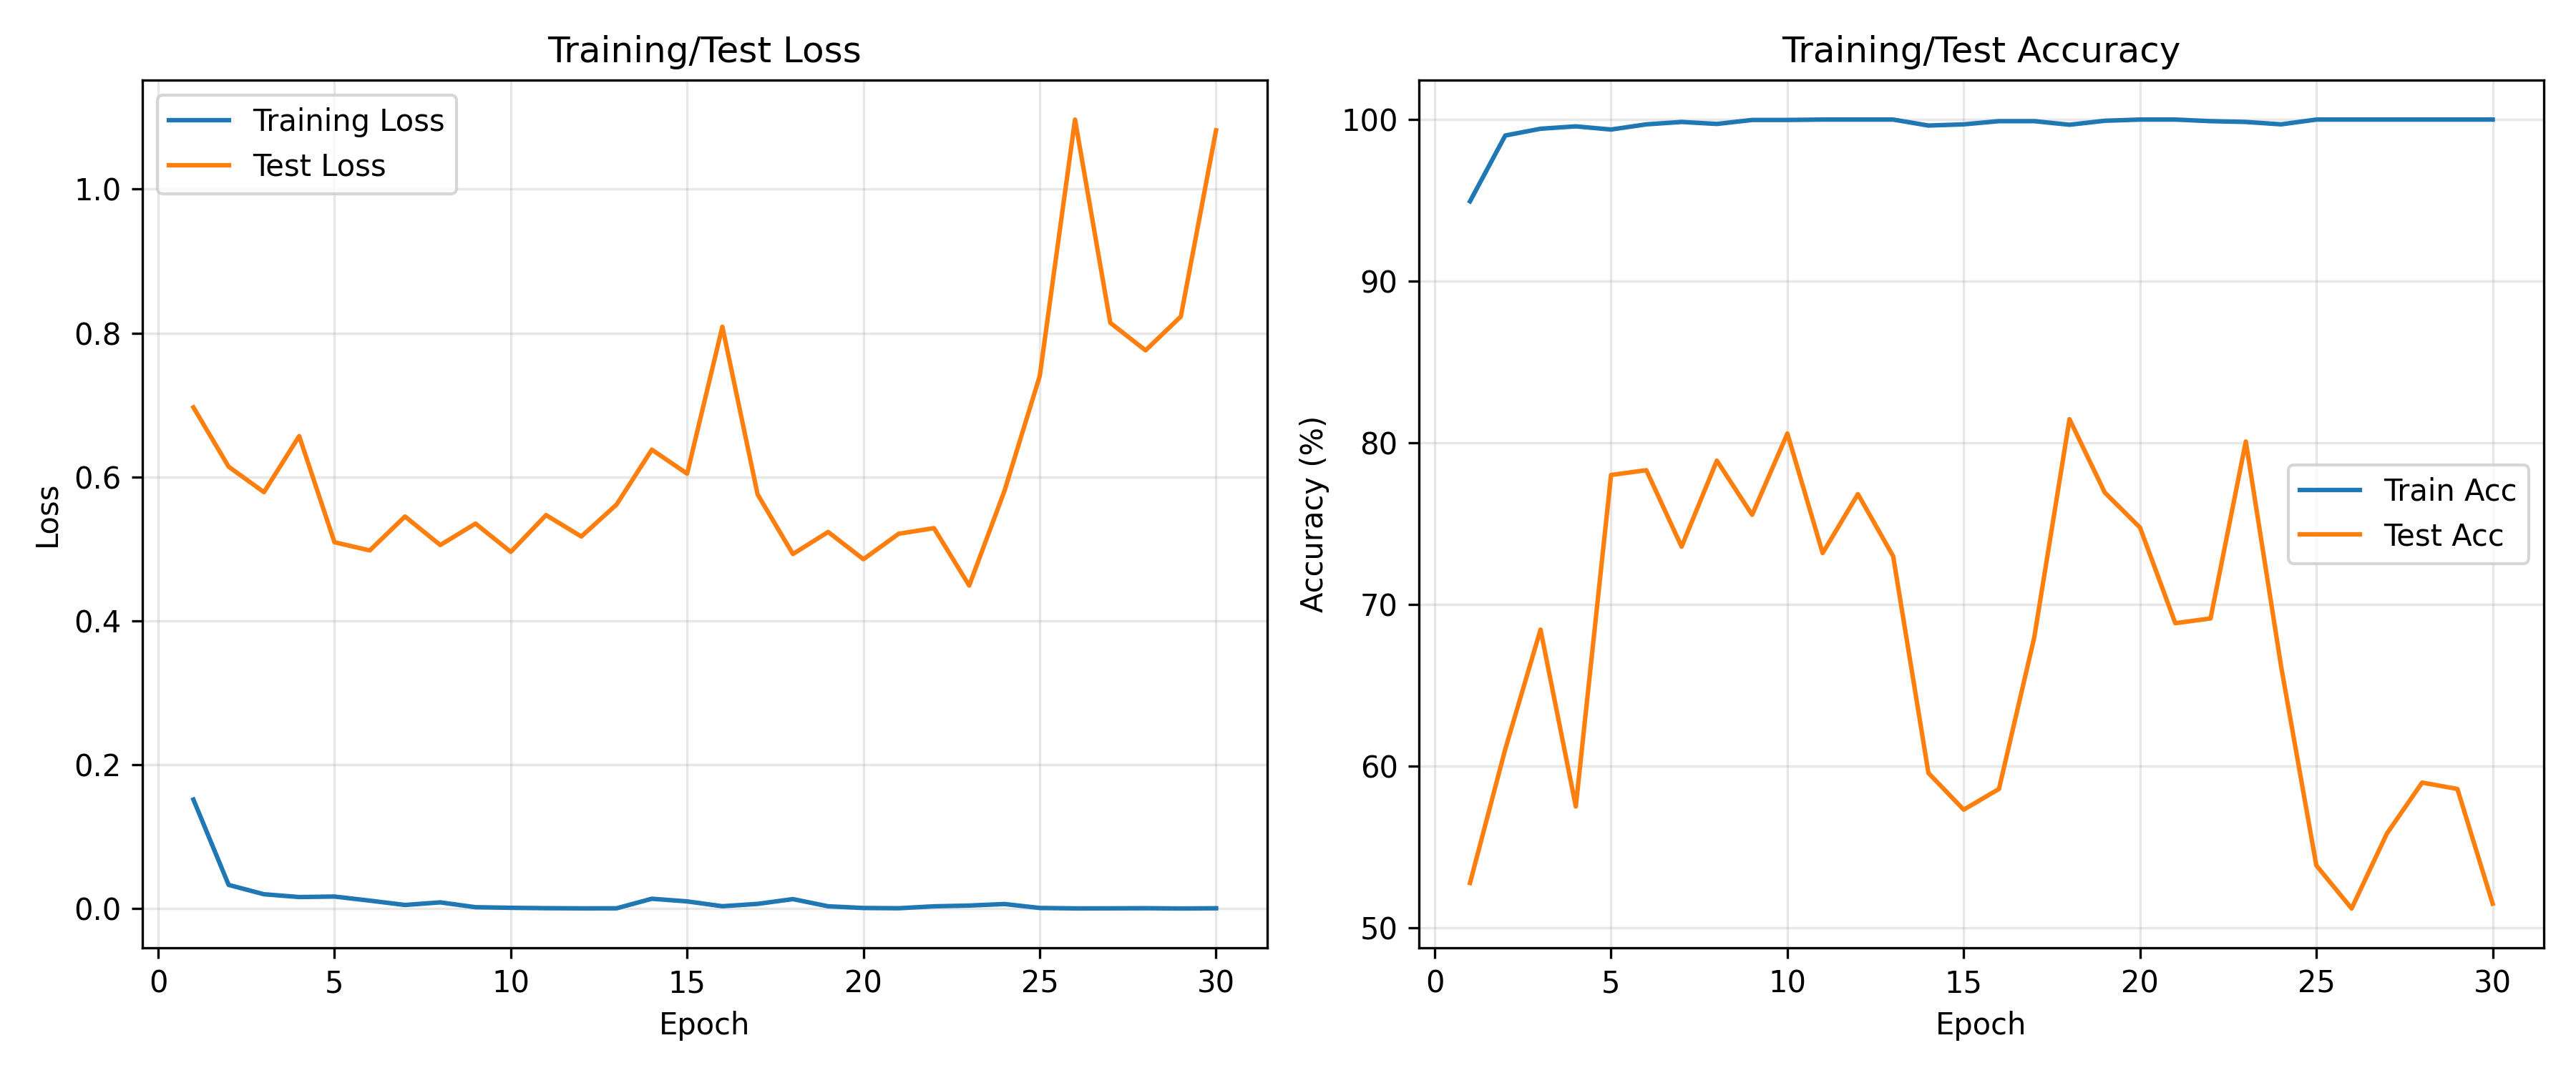 Training/Test Loss
Training Loss
Test Loss
1.0
0.8
0.6
0.4
0.2
0.0
Loss
0 5 10 15 20 25 30
Epoch
Training/Test Accuracy
100
90
80
70
60
50
Accuracy (%)
Train Acc
Test Acc
0 5 10 15 20 25 30
Epoch